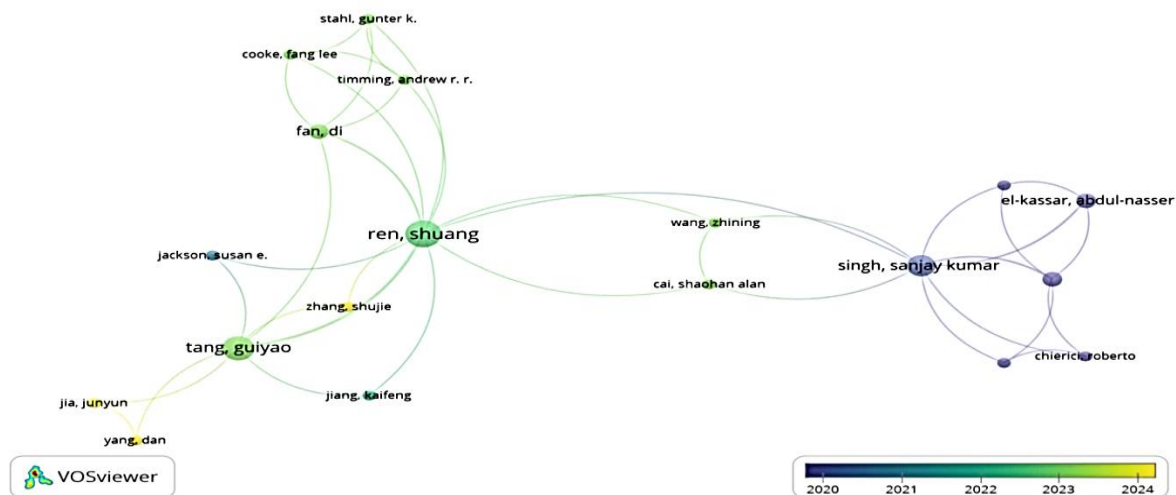 stahl, gunter k.
cooke, fang lee
timming, andrew r. r.
fan, di
ren, shuang
wang, zhining
el-kassar, abdul-nasser
jackson, susan e.
singh, sanjay kumar
cai, shaohan alan
zhang, shujie
tang, guiyao
chierici, roberto
jiang, kaifeng
jia, junyun
yang, dan
VOSviewer
2020 2021 2022 2023 2024